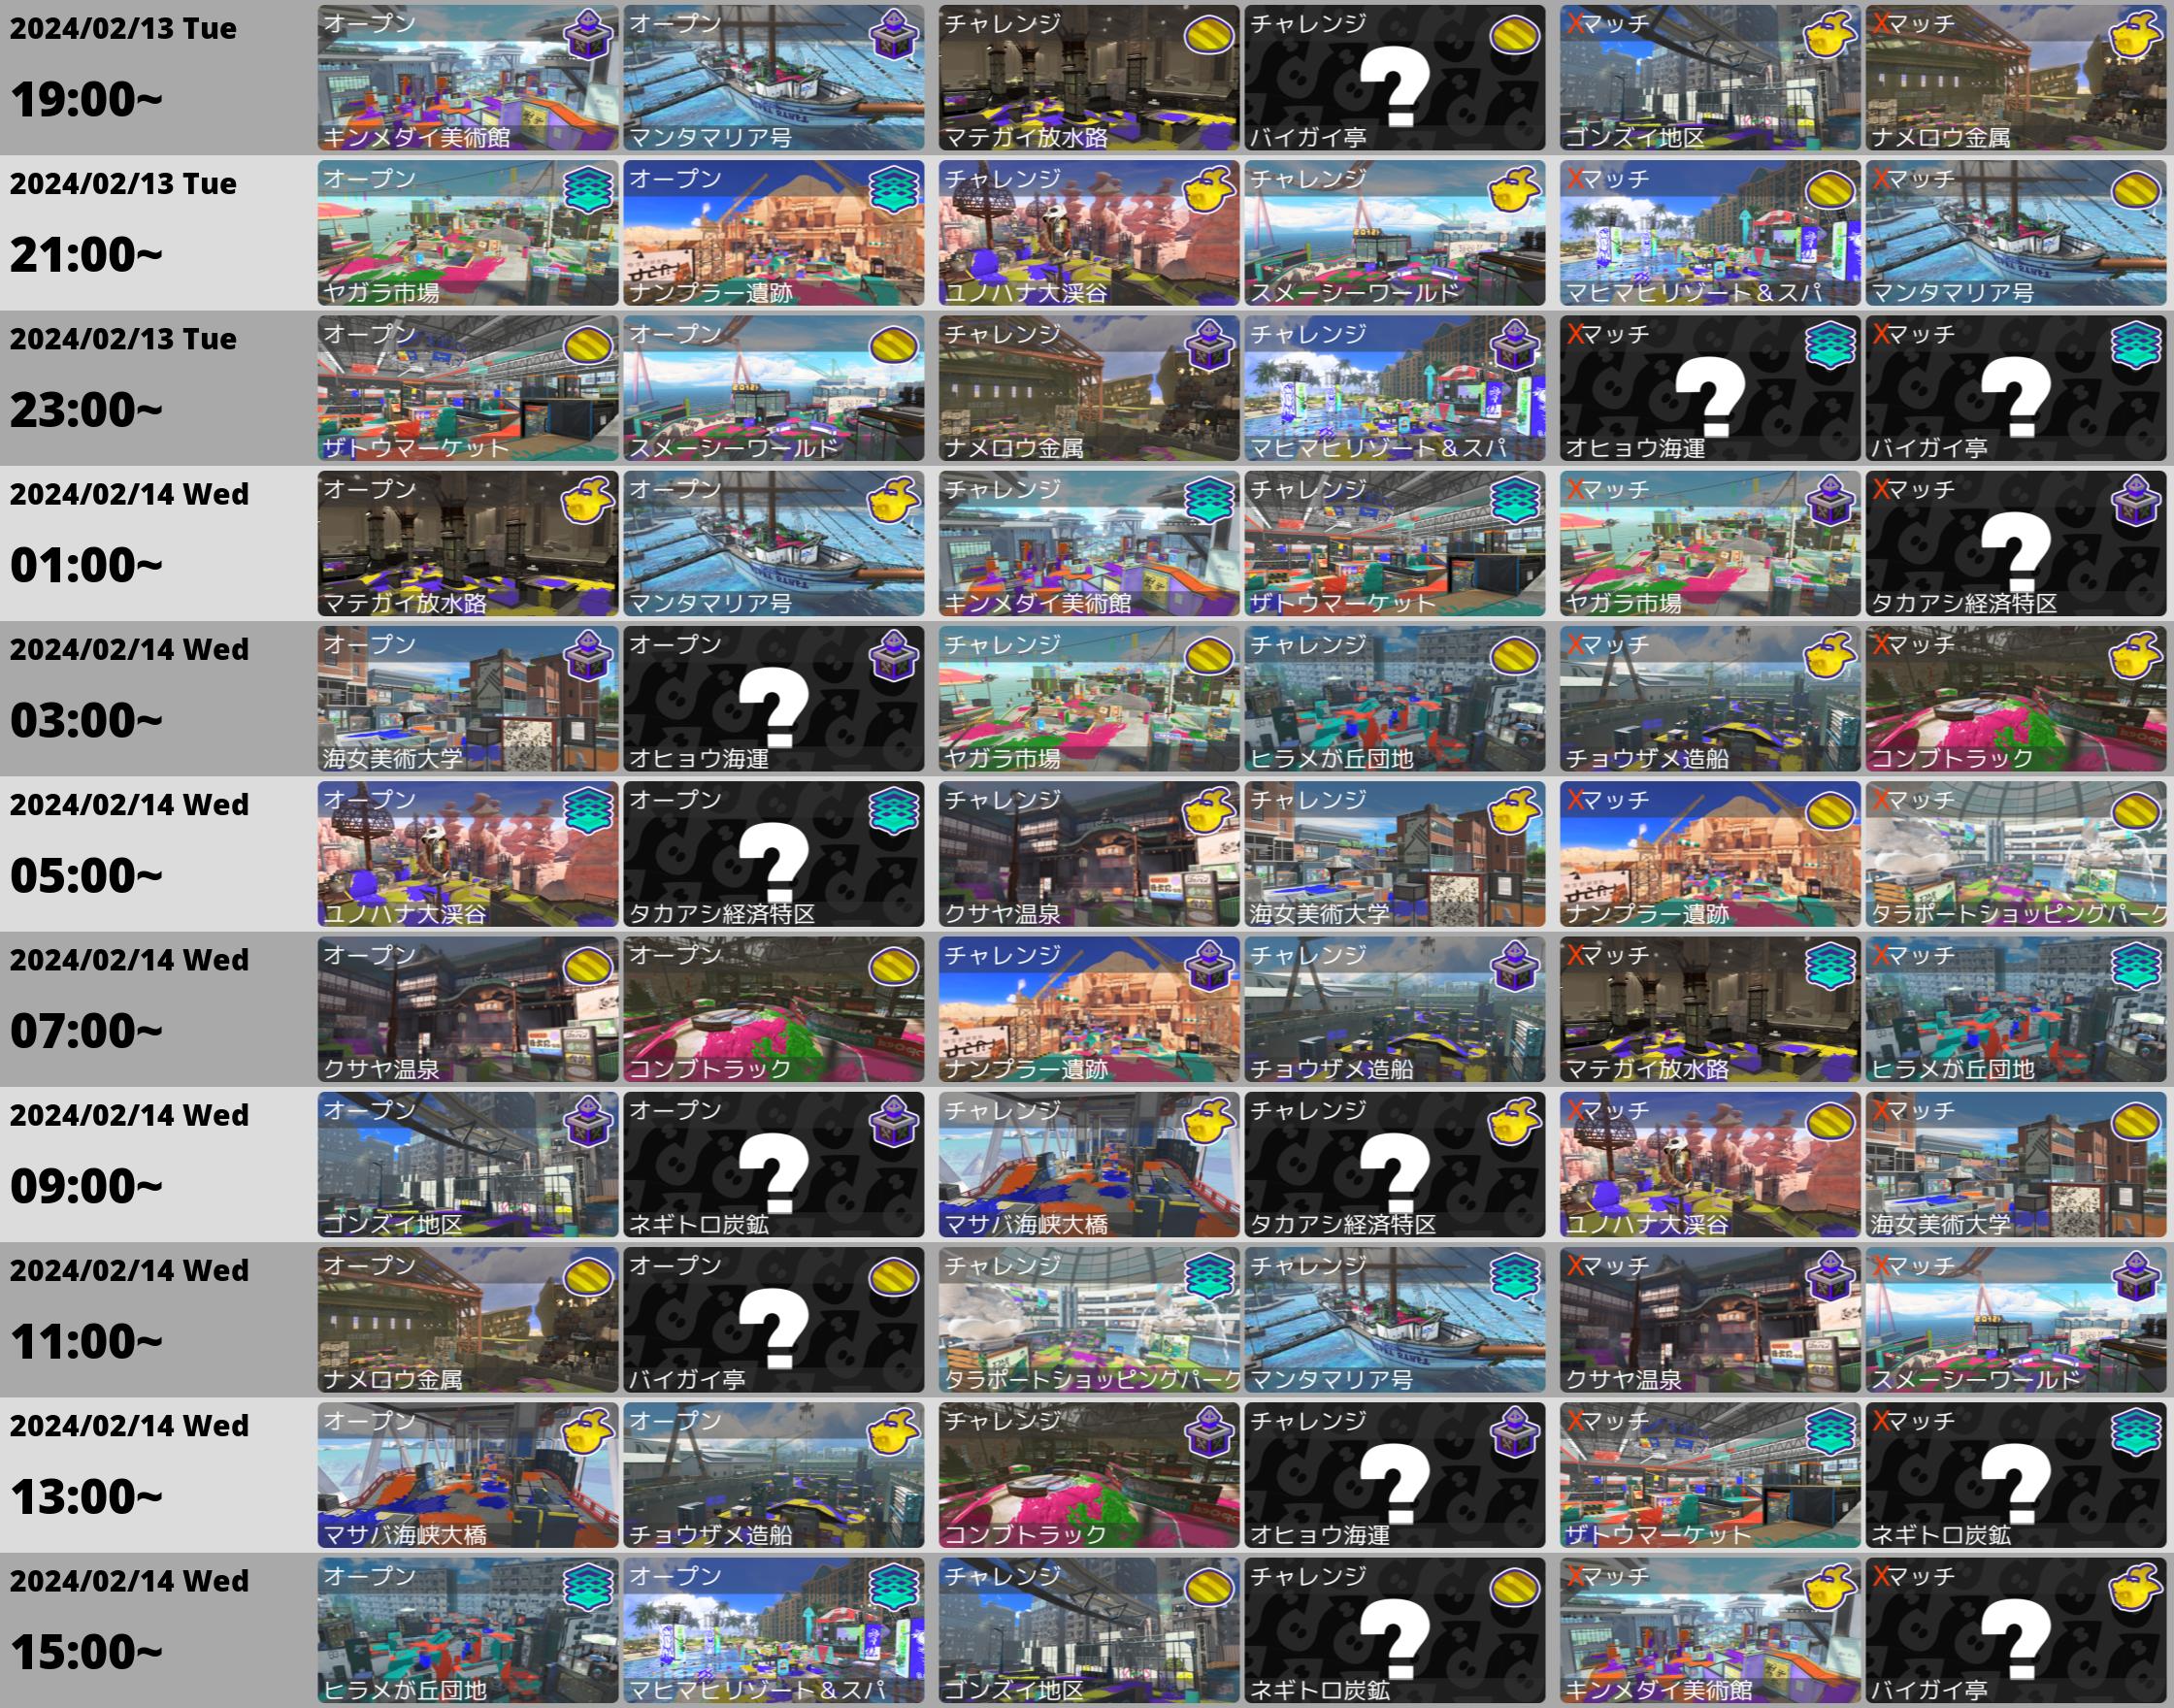 2024/02/13 Tue
19:00~
オープン
キンメダイ美術館
オープン
マンタマリア号
チャレンジ
マテガイ放水路
チャレンジ
?
バイガイ亭
Xマッチ
ゴンズイ地区
Xマッチ
ナメロウ金属
2024/02/13 Tue
21:00~
オープン
ヤガラ市場
オープン
ナンプラー遺跡
チャレンジ
ユノハナ大渓谷
チャレンジ
スメーシーワールド
Xマッチ
マヒマヒリゾート&スパ
Xマッチ
マンタマリア号
2024/02/13 Tue
23:00~
オープン
ザトウマーケット
オープン
スメーシーワールド
チャレンジ
ナメロウ金属
チャレンジ
マヒマヒリゾート&スパ
Xマッチ
?
オヒョウ海運
Xマッチ
?
バイガイ亭
2024/02/14 Wed
01:00~
オープン
マテガイ放水路
オープン
マンタマリア号
チャレンジ
キンメダイ美術館
チャレンジ
ザトウマーケット
Xマッチ
ヤガラ市場
Xマッチ
?
タカアシ経済特区
2024/02/14 Wed
03:00~
オープン
海女美術大学
オープン
?
オヒョウ海運
チャレンジ
ヤガラ市場
チャレンジ
ヒラメが丘団地
Xマッチ
チョウザメ造船
Xマッチ
コンブトラック
2024/02/14 Wed
05:00~
オープン
ユノハナ大渓谷
オープン
?
タカアシ経済特区
チャレンジ
クサヤ温泉
チャレンジ
海女美術大学
Xマッチ
ナンプラー遺跡
Xマッチ
タラポートショッピングパーク
2024/02/14 Wed
07:00~
オープン
クサヤ温泉
オープン
コンブトラック
チャレンジ
ナンプラー遺跡
チャレンジ
チョウザメ造船
Xマッチ
マテガイ放水路
Xマッチ
ヒラメが丘団地
2024/02/14 Wed
09:00~
オープン
ゴンズイ地区
オープン
?
ネギトロ炭鉱
チャレンジ
マサバ海峡大橋
チャレンジ
?
タカアシ経済特区
Xマッチ
ユノハナ大渓谷
Xマッチ
海女美術大学
2024/02/14 Wed
11:00~
オープン
ナメロウ金属
オープン
?
バイガイ亭
チャレンジ
タラポートショッピングパーク
チャレンジ
マンタマリア号
Xマッチ
クサヤ温泉
Xマッチ
スメーシーワールド
2024/02/14 Wed
13:00~
オープン
マサバ海峡大橋
オープン
チョウザメ造船
チャレンジ
コンブトラック
チャレンジ
?
オヒョウ海運
Xマッチ
ザトウマーケット
Xマッチ
?
ネギトロ炭鉱
2024/02/14 Wed
15:00~
オープン
ヒラメが丘団地
オープン
マヒマヒリゾート&スパ
チャレンジ
ゴンズイ地区
チャレンジ
?
ネギトロ炭鉱
Xマッチ
キンメダイ美術館
Xマッチ
?
バイガイ亭